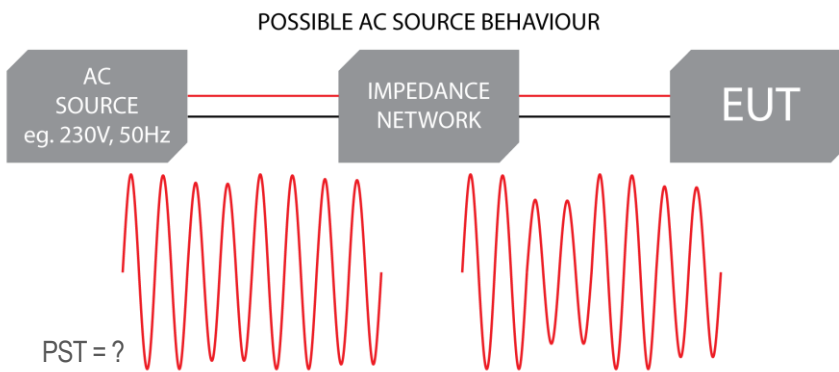 POSSIBLE AC SOURCE BEHAVIOUR
AC
SOURCE
eg. 230V, 50Hz
IMPEDANCE
NETWORK
EUT
PST = ?